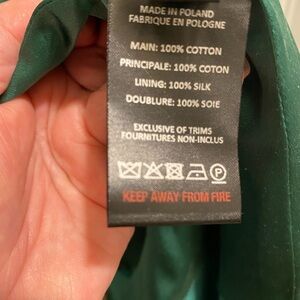 MADE IN POLAND
FABRIQUE EN POLOGNE
MAIN: 100% COTTON
PRINCIPALE: 100% COTON
LINING: 100% SILK
DOUBLURE: 100% SOIE
EXCLUSIVE OF TRIMS
FOURNITURES NON-INCLUS
P
KEEP AWAY FROM FIRE